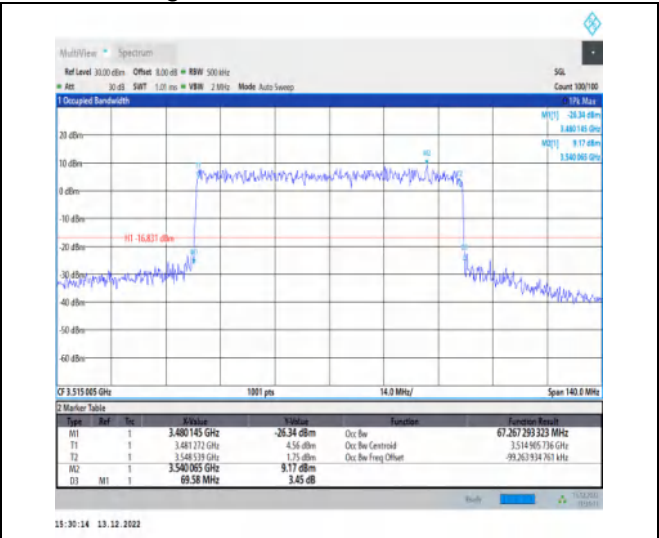 MultiView Spectrum
Ref Level 30.00 dBm Offset 8.00 dB RBW 500 kHz SGL
Att 30 dB SWT 1.01 ms VBW 2 MHz Mode Auto Sweep Count 100/100
1 Occupied Bandwidth 1Pk Max
M1[1] -26.34 dBm
3.480 145 GHz
M2[1] 9.17 dBm
3.540 065 GHz
20 dBm
M2
10 dBm
T1
0 dBm
-10 dBm
H1 -16.831 dBm
-20 dBm
-30 dBm
-40 dBm
-50 dBm
-60 dBm
CF 3.515 005 GHz 1001 pts 14.0 MHz/ Span 140.0 MHz
2 Marker Table
Type Ref Trc X-Value Y-Value Function Function Result
M1 1 3.480 145 GHz -26.34 dBm Occ Bw 67.267 293 323 MHz
T1 1 3.481 272 GHz 4.56 dBm Occ Bw Centroid 3.514 905 736 GHz
T2 1 3.548 539 GHz 1.75 dBm Occ Bw Freq Offset -99.263 934 761 kHz
M2 1 3.540 065 GHz 9.17 dBm
D3 M1 1 69.58 MHz 3.45 dB
Ready
15:30:14 13.12.2022